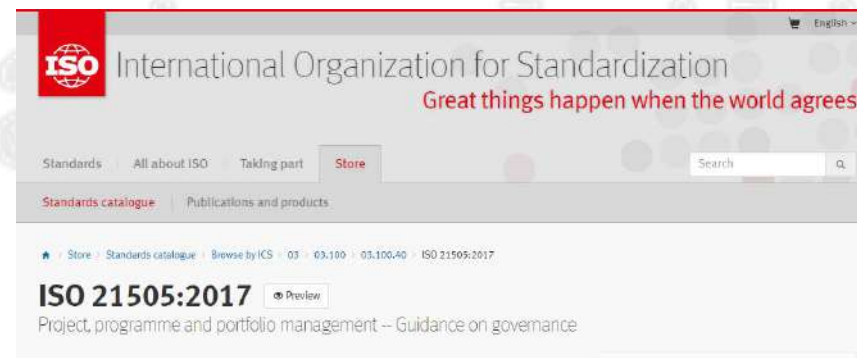 English
ISO International Organization for Standardization
Great things happen when the world agrees
Standards All about ISO Taking part Store Search
Standards catalogue Publications and products
Store Standards catalogue Browse by ICS 03 03.100 03.100.40 ISO 21505:2017
ISO 21505:2017 Preview
Project, programme and portfolio management -- Guidance on governance